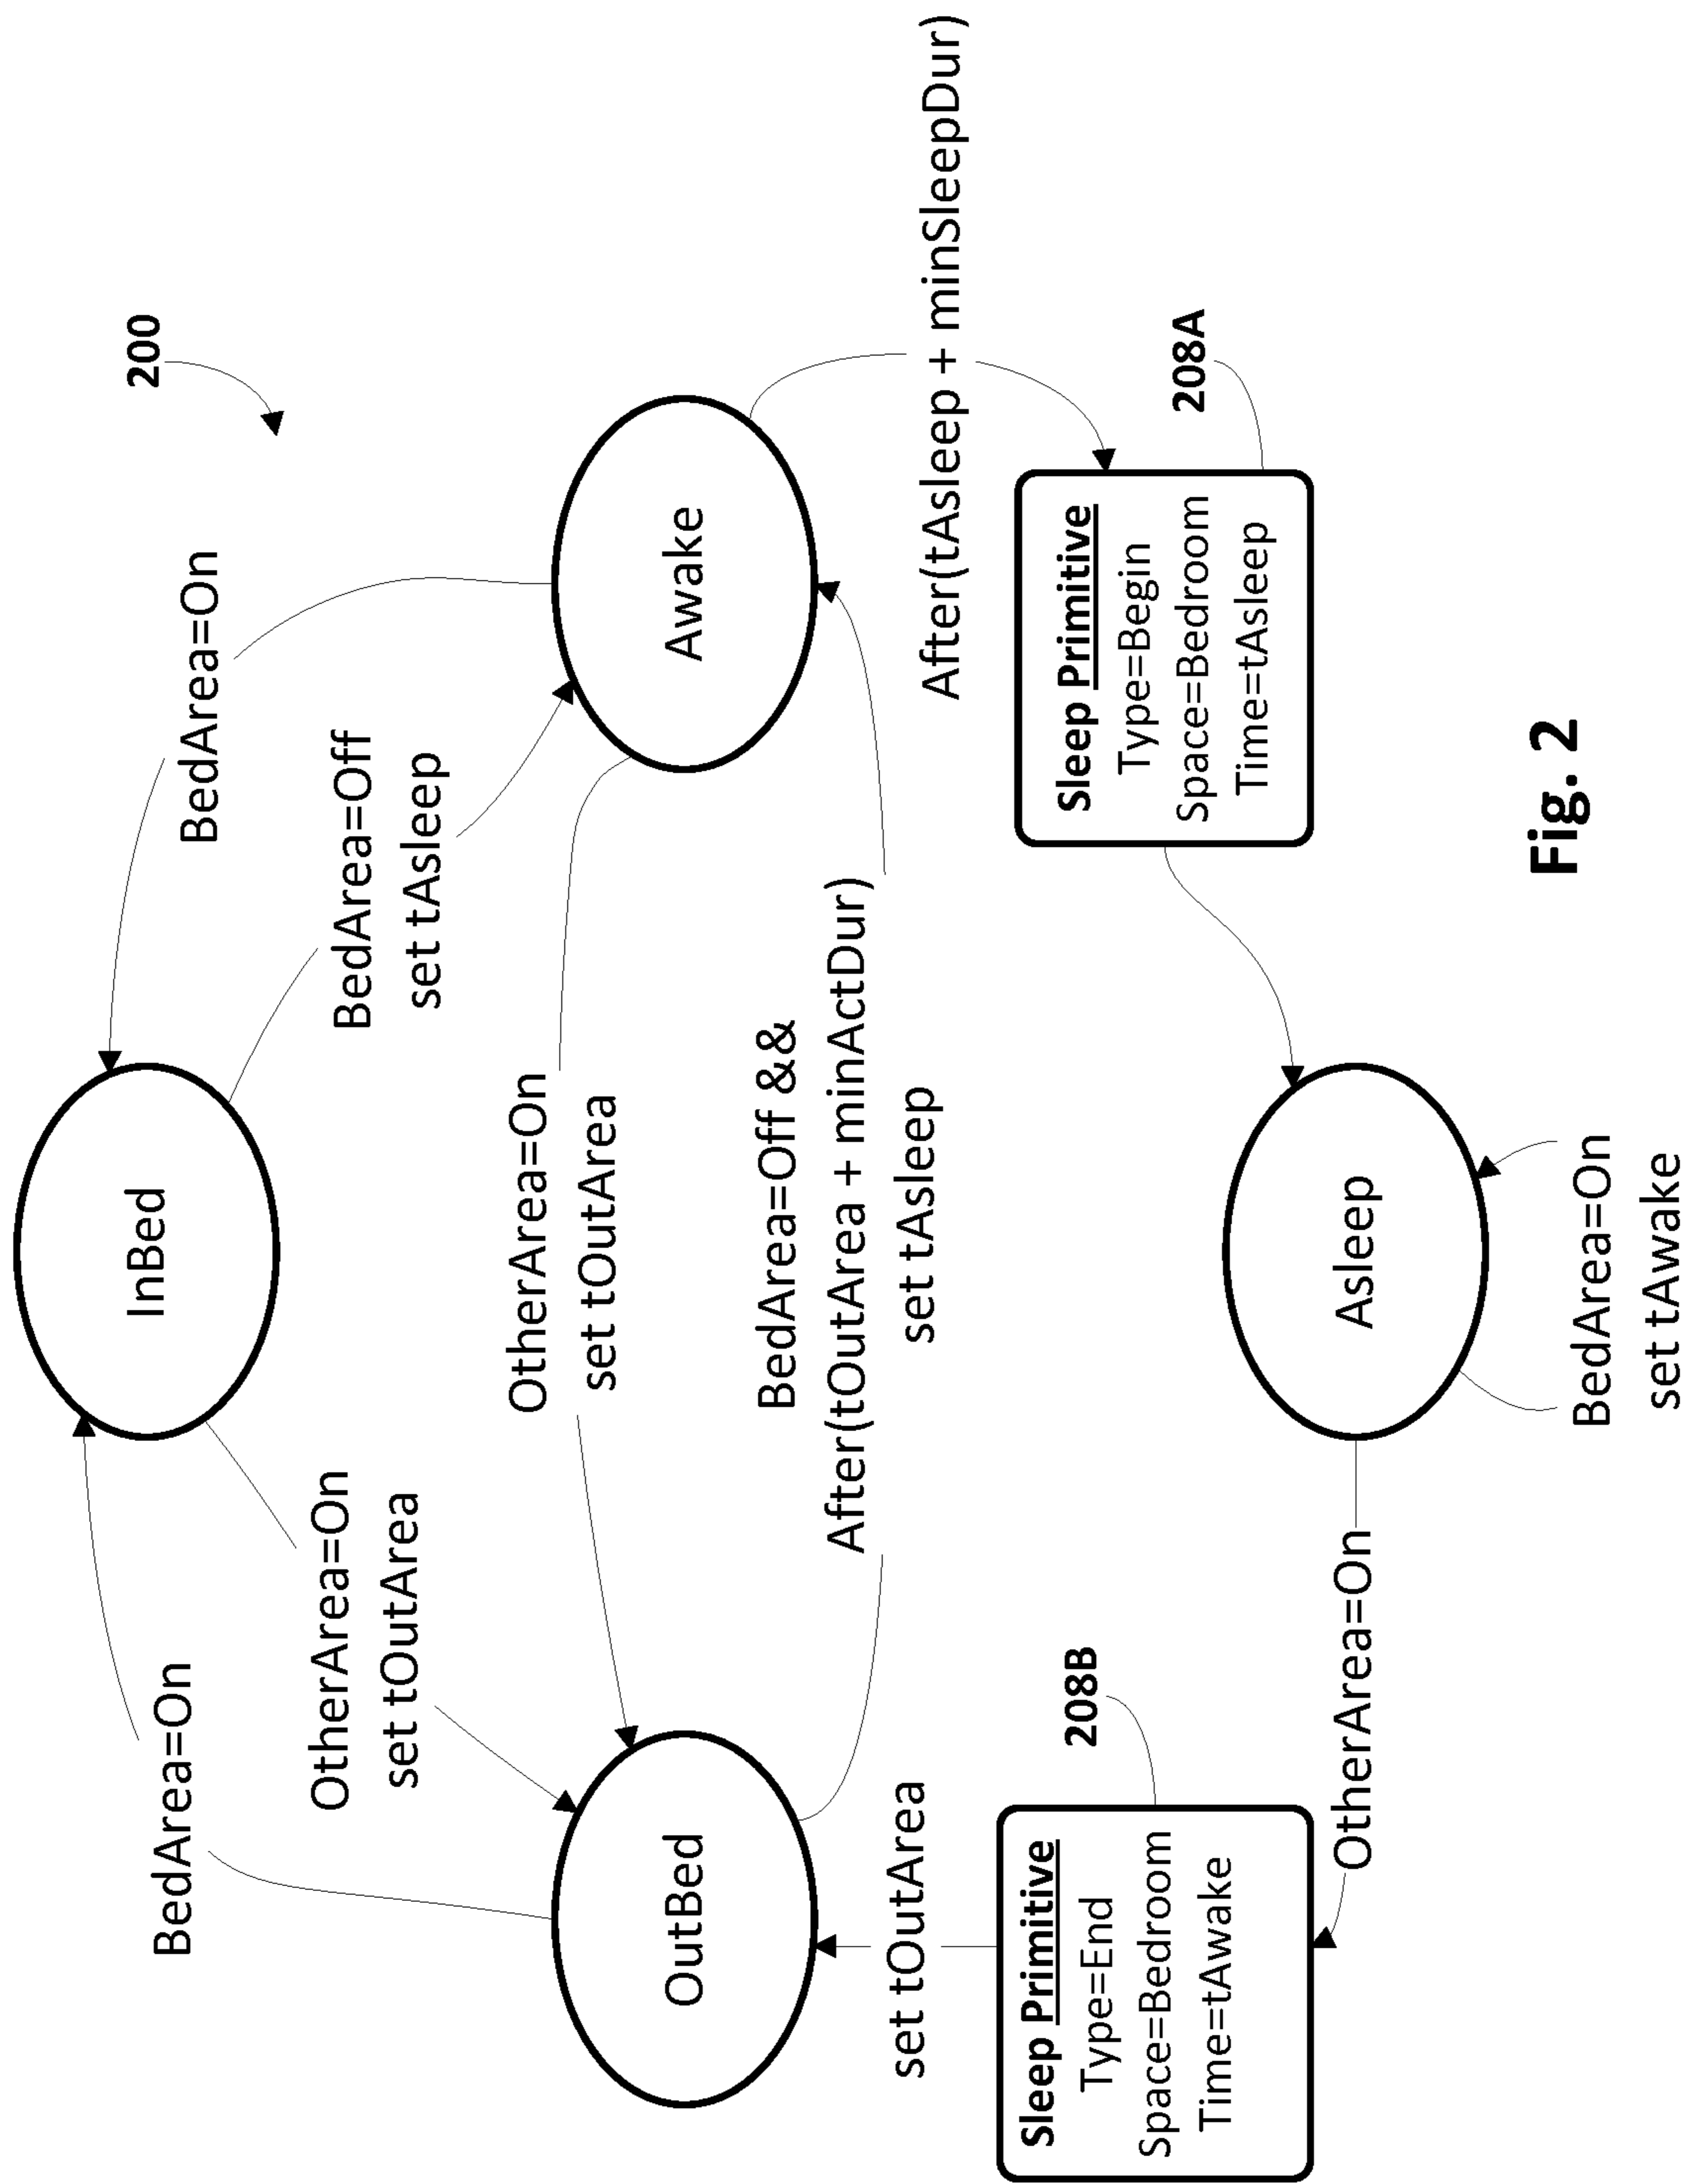 200
InBed
BedArea=On
BedArea=On
OtherArea=On
set tOutArea
BedArea=Off
set tAsleep
OtherArea=On
set tOutArea
OutBed
Awake
BedArea=Off &&
After(tOutArea + minActDur)
set tAsleep
set tOutArea
After(tAsleep + minSleepDur)
208B
Sleep Primitive
Type=End
Space=Bedroom
Time=tAwake
208A
Sleep Primitive
Type=Begin
Space=Bedroom
Time=tAsleep
OtherArea=On
Asleep
BedArea=On
set tAwake
Fig. 2